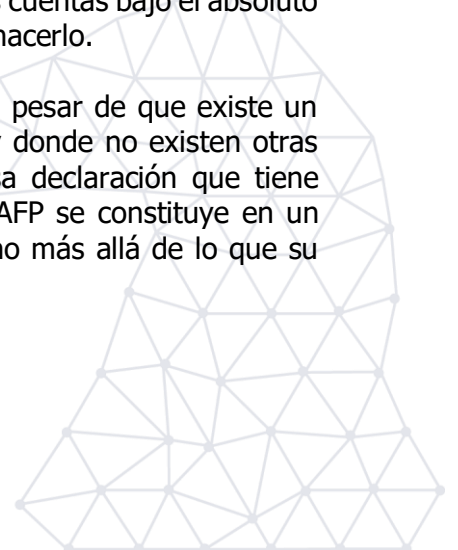 cuentas bajo el absoluto
hacerlo.
pesar de que existe un
donde no existen otras
declaración que tiene
AFP se constituye en un
no más allá de lo que su